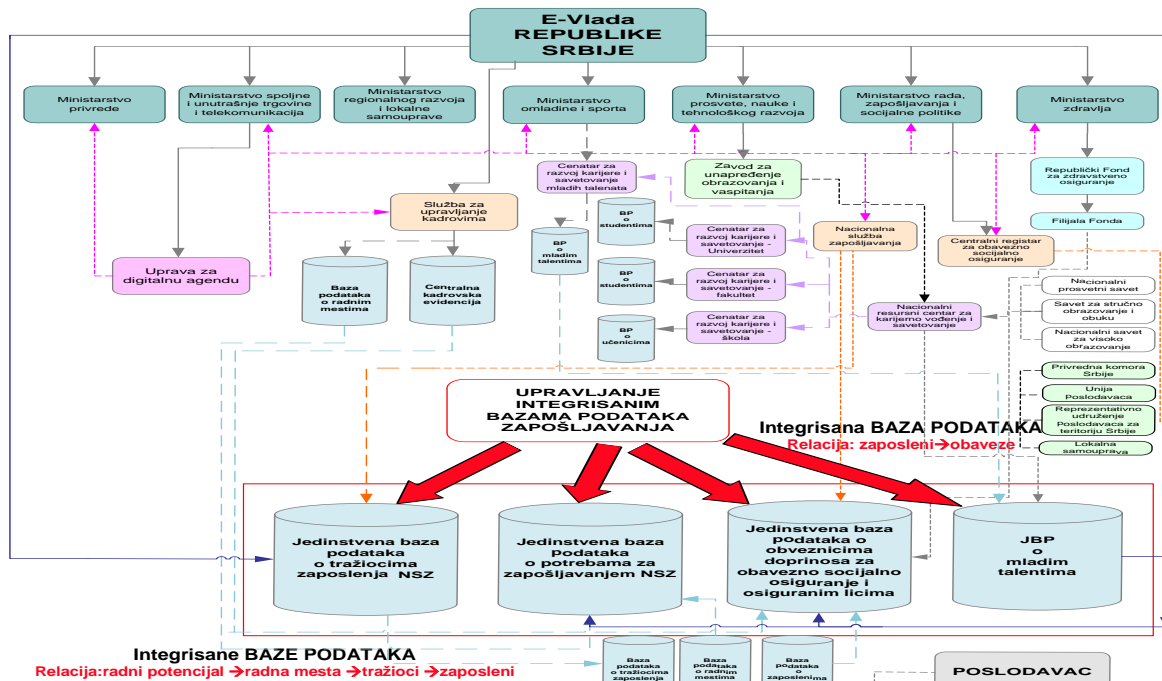 E-Vlada
REPUBLIKE
SRBIJE
Ministarstvo
privrede
Ministarstvo spoljne
i unutrašnje trgovine
i telekomunikacija
Ministarstvo
regionalnog razvoja
i lokalne
samouprave
Ministarstvo
omladine i sporta
Ministarstvo
prosvete, nauke i
tehnološkog razvoja
Ministarstvo rada,
zapošljavanja i
socijalne politike
Ministarstvo
zdravlja
Cenatar za
razvoj karijere i
savetovanje
mladih talenata
Zavod za
unapređenje
obrazovanja i
vaspitanja
Republički Fond
za zdravstveno
osiguranje
Služba za
upravljanje
kadrovima
BP
o
studentima
Filijala Fonda
BP
o
mladim
talentima
Cenatar za
razvoj karijere i
savetovanje -
Univerzitet
Nacionalna
služba
zapošljavanja
Centralni registar
za obavezno
socijalno
osiguranje
Uprava za
digitalnu agendu
Baza
podataka
o radnim
mestima
Centralna
kadrovska
evidencija
BP
o
studentima
Cenatar za
razvoj karijere
i savetovanje -
fakultet
Nacionalni
prosvetni savet
Nacionalni
resursni centar za
karijerno vođenje i
savetovanje
Savet za stručno
obrazovanje i
obuku
BP
o
učenicima
Cenatar za
razvoj karijere
i savetovanje -
škola
Nacionalni savet
za visoko
obrazovanje
Privredna komora
Srbije
Unija
Poslodavaca
Reprezentativno
udruženje
Poslodavaca za
teritoriju Srbije
Lokalna
samouprava
UPRAVLJANJE
INTEGRISANIM
BAZAMA PODATAKA
ZAPOŠLJAVANJA
Integrisana BAZA PODATAKA
Relacija: zaposleni→obaveze
Jedinstvena baza
podataka
o tražiocima
zaposlenja NSZ
Jedinstvena baza
podataka
o potrebama za
zapošljavanjem NSZ
Jedinstvena baza
podataka o
obveznicima
doprinosa za
obavezno socijalno
osiguranje i
osiguranim licima
JBP
o
mladim
talentima
Integrisane BAZE PODATAKA
Relacija:radni potencijal →radna mesta →tražioci →zaposleni
Baza
podataka
o tražiocima
zaposlenja
Baza
podataka
o radnim
mestima
Baza
podataka
o zaposlenima
POSLODAVAC